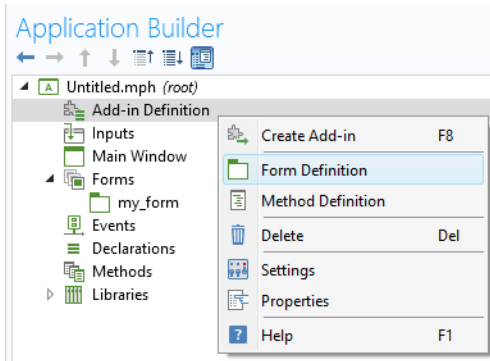 Application Builder
Untitled.mph (root)
Add-in Definition
Inputs
Main Window
Forms
my_form
Events
Declarations
Methods
Libraries
Create Add-in F8
Form Definition
Method Definition
Delete Del
Settings
Properties
Help F1